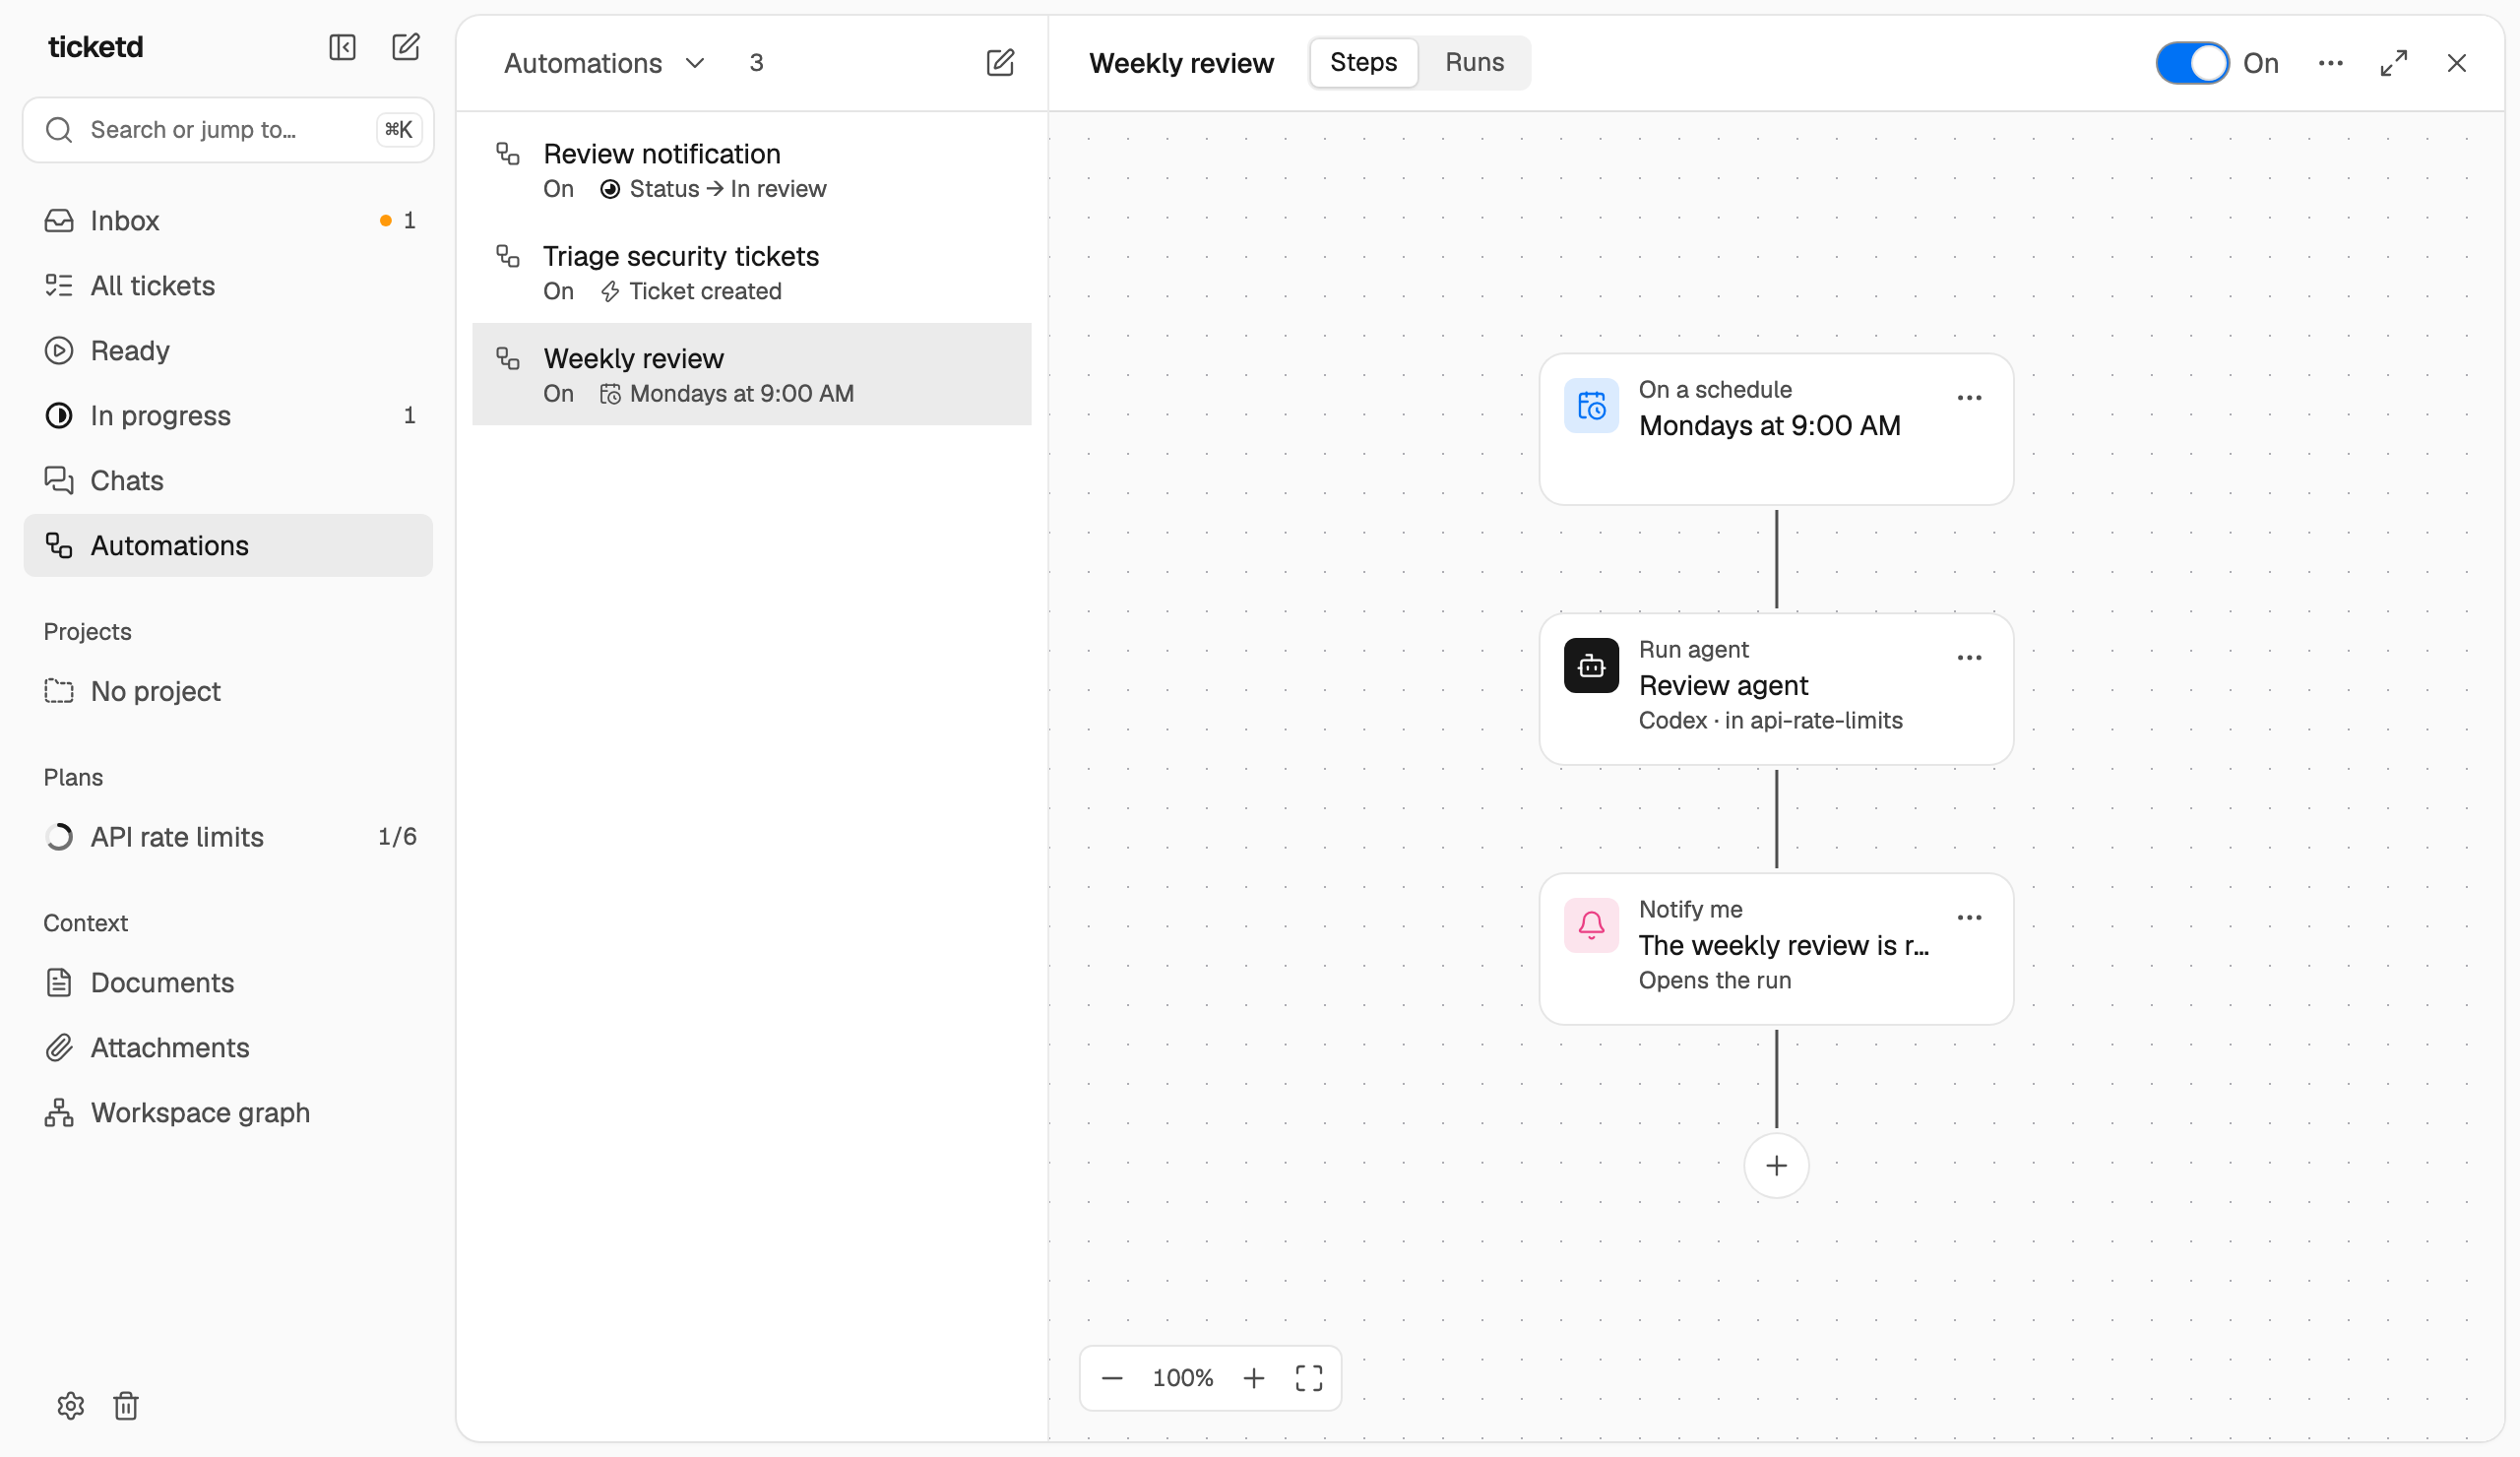 ticketd
Search or jump to...
⌘K
Inbox
1
All tickets
Ready
In progress
1
Chats
Automations
Projects
No project
Plans
API rate limits
1/6
Context
Documents
Attachments
Workspace graph
Automations
3
Review notification
On
Status → In review
Triage security tickets
On
Ticket created
Weekly review
On
Mondays at 9:00 AM
Weekly review
Steps
Runs
On
On a schedule
Mondays at 9:00 AM
Run agent
Review agent
Codex · in api-rate-limits
Notify me
The weekly review is r...
Opens the run
100%